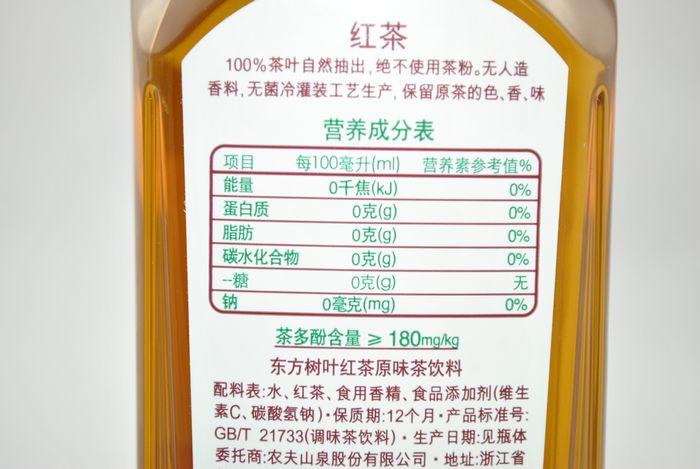 红茶
100%茶叶自然抽出,绝不使用茶粉。无人造
香料,无菌冷灌装工艺生产,保留原茶的色、香、味
营养成分表
项目 每100毫升(ml) 营养素参考值%
能量 0千焦(kJ) 0%
蛋白质 0克(g) 0%
脂肪 0克(g) 0%
碳水化合物 0克(g) 0%
--糖 0克(g) 无
钠 0毫克(mg) 0%
茶多酚含量 ≥ 180mg/kg
东方树叶红茶原味茶饮料
配料表:水、红茶、食用香精、食品添加剂(维生
素C、碳酸氢钠)·保质期:12个月·产品标准号:
GB/T 21733(调味茶饮料)·生产日期:见瓶体
委托商:农夫山泉股份有限公司·地址:浙江省